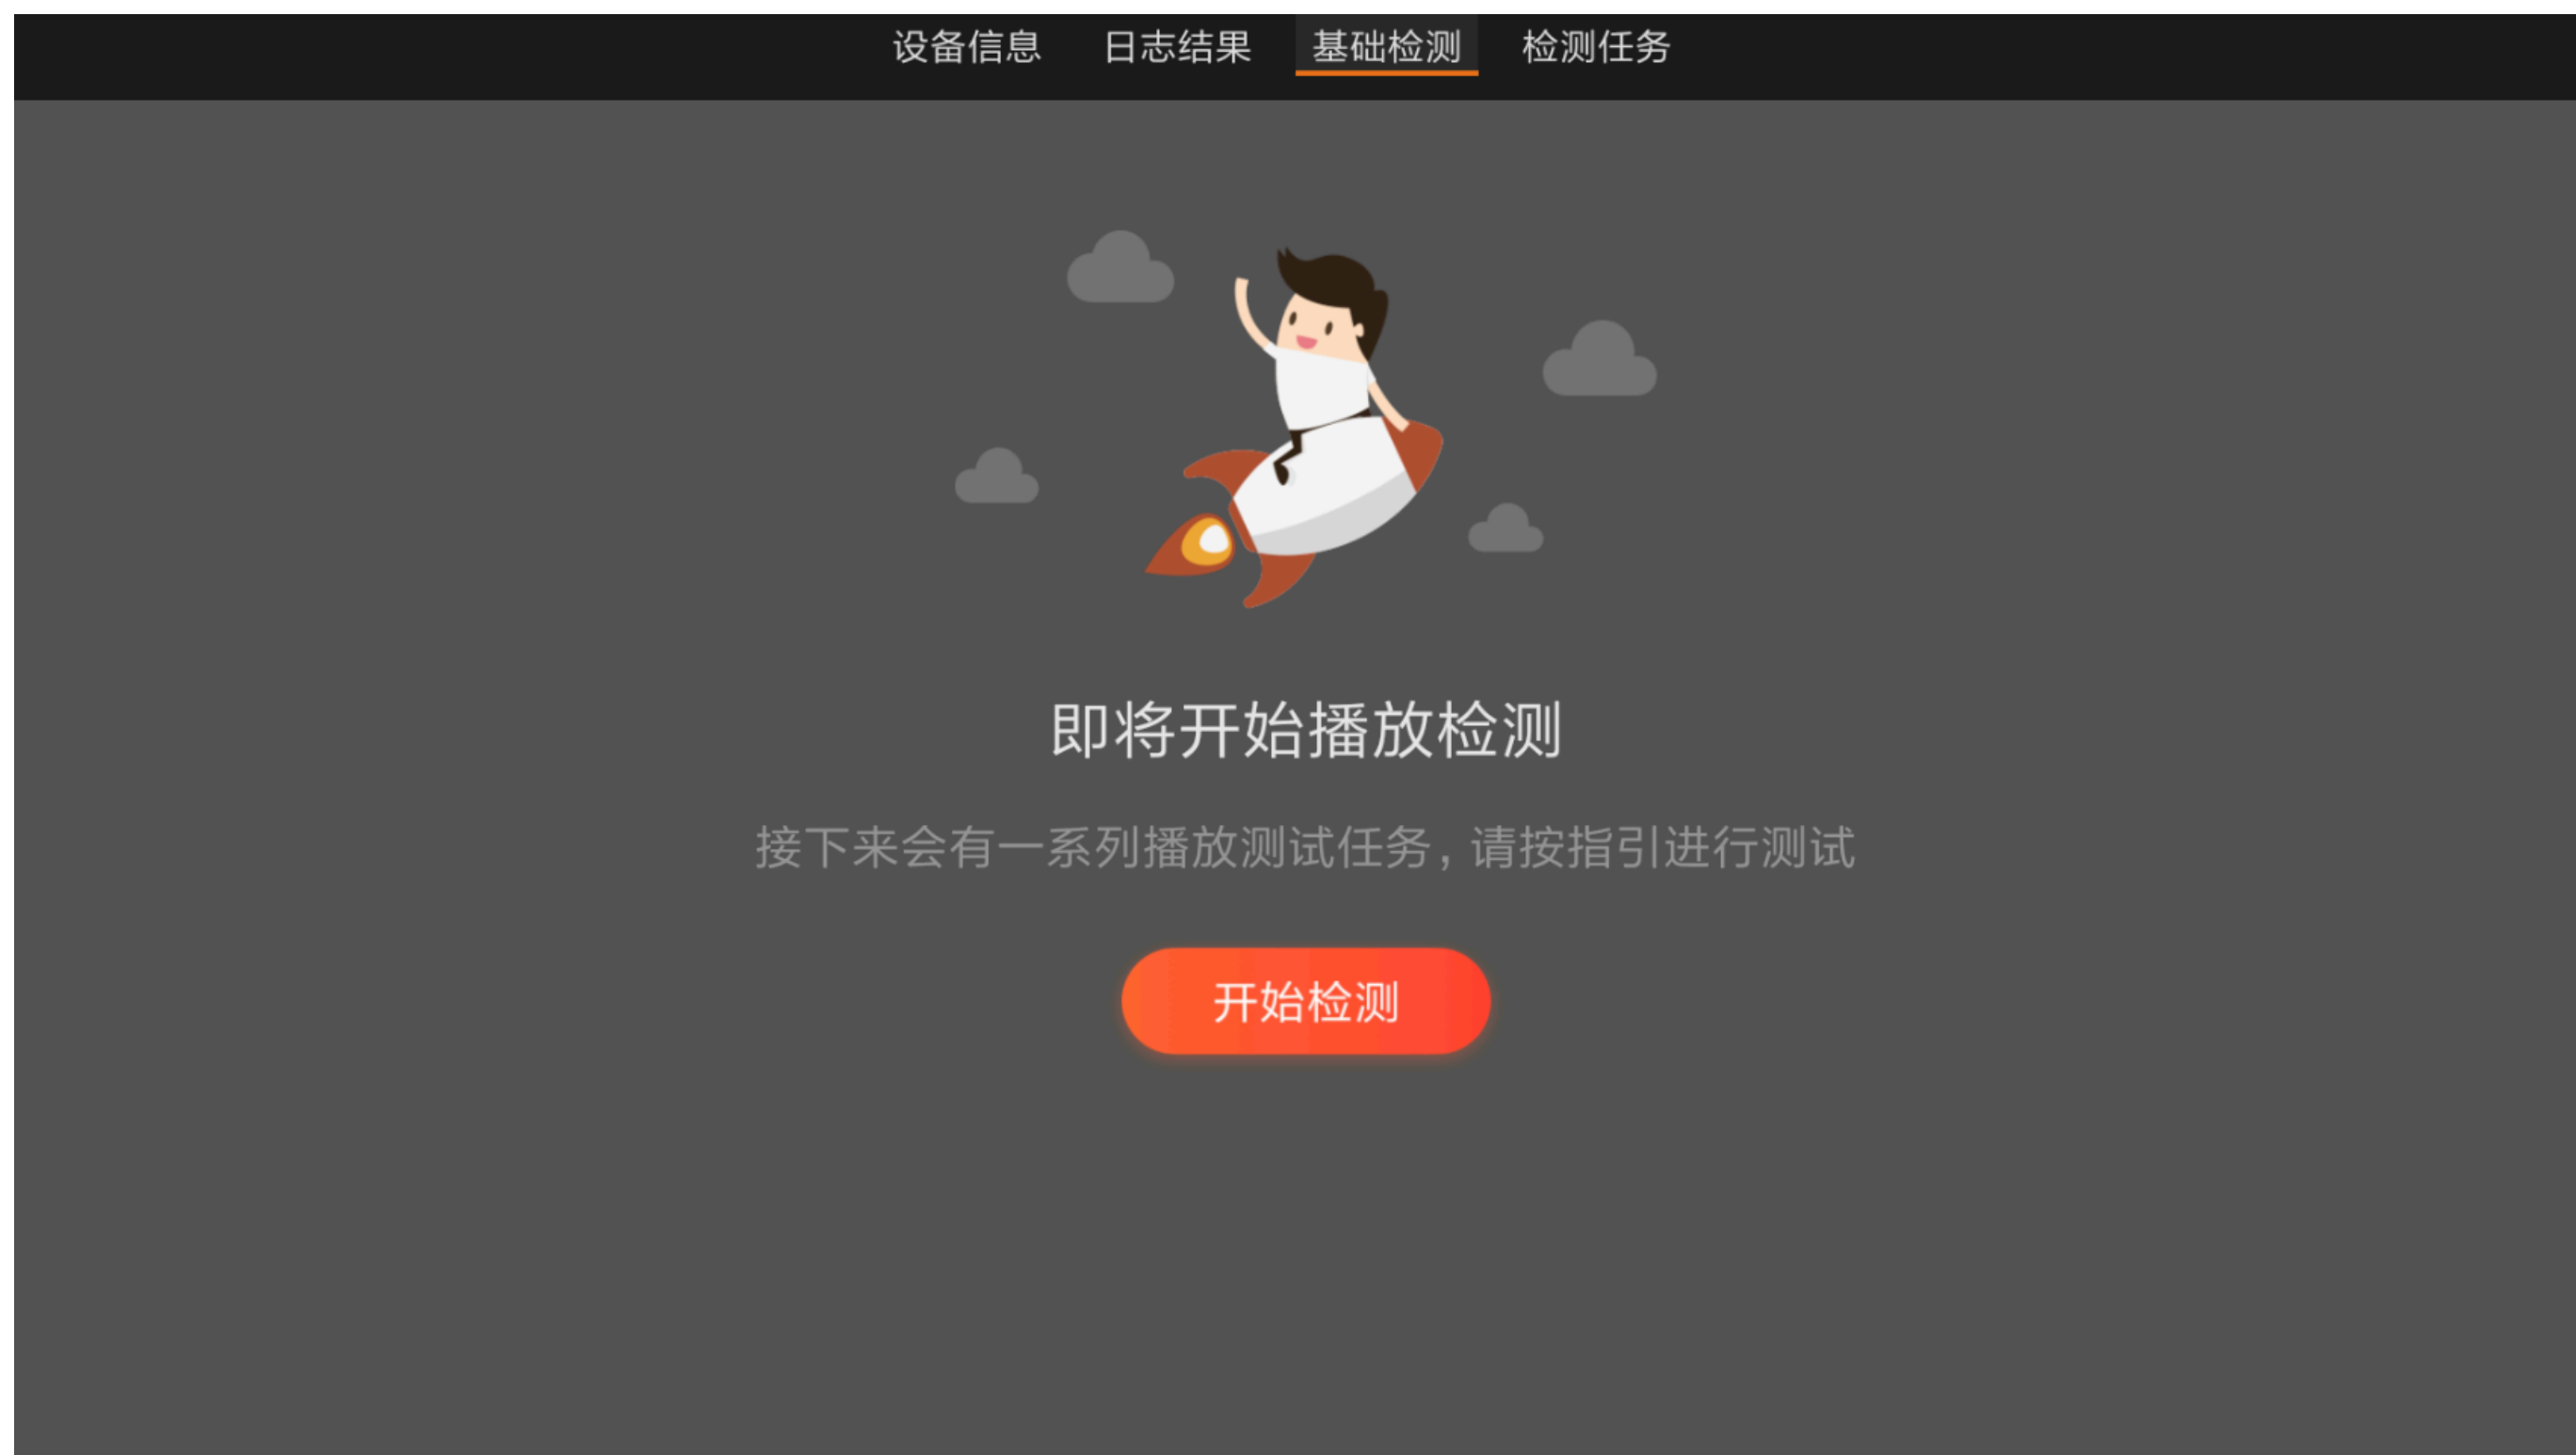 设备信息 日志结果 基础检测 检测任务
即将开始播放检测
接下来会有一系列播放测试任务，请按指引进行测试
开始检测